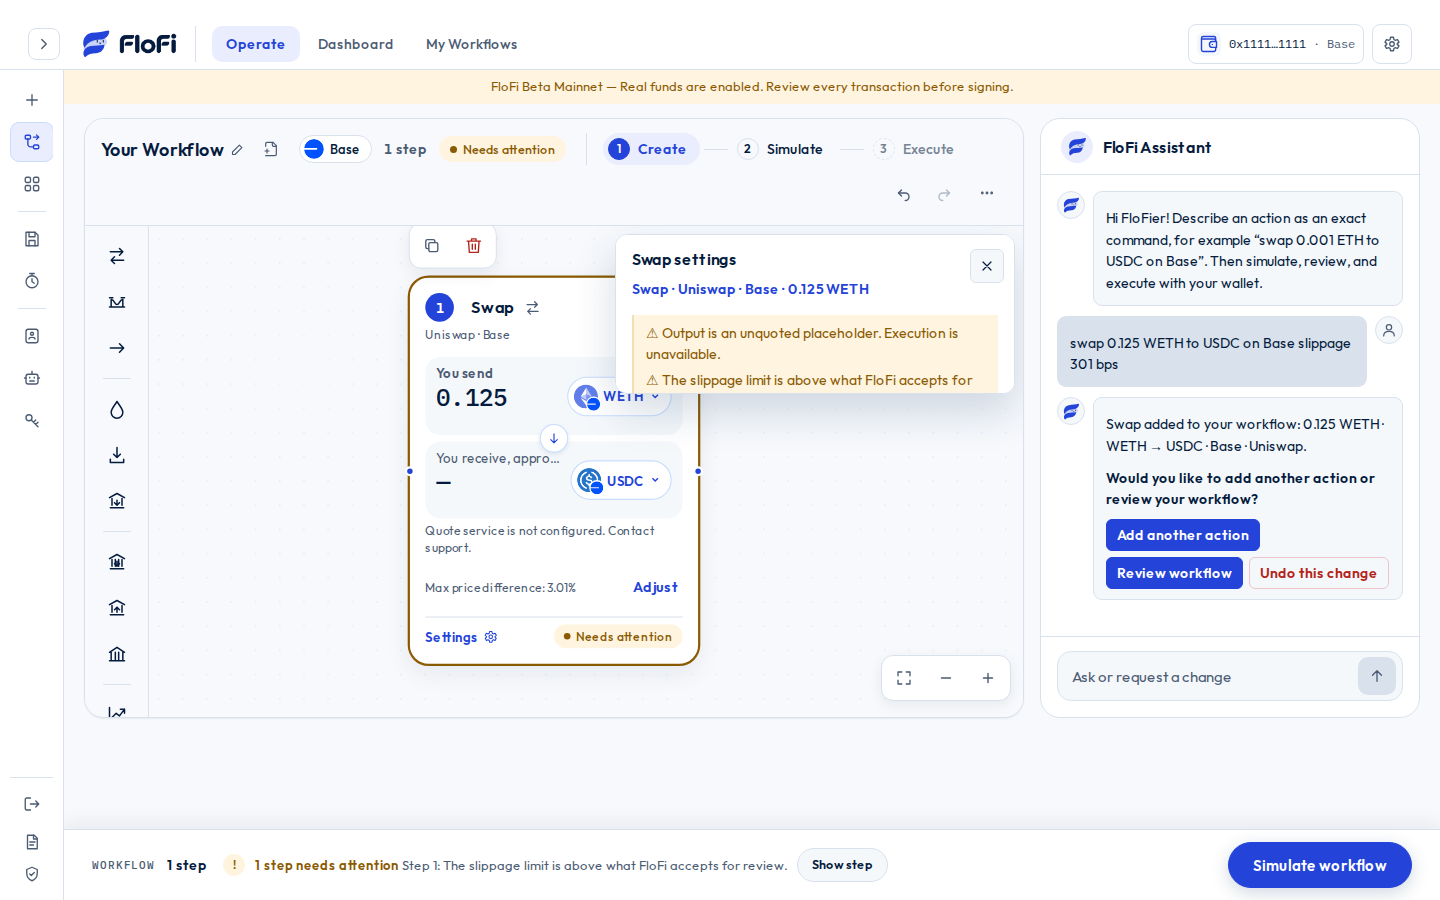 FloFi
Operate
Dashboard
My Workflows
0x1111…1111 · Base
FloFi Beta Mainnet — Real funds are enabled. Review every transaction before signing.
Your Workflow
Base
1 step
Needs attention
1 Create
2 Simulate
3 Execute
1 Swap
Uniswap · Base
You send
0.125
WETH
You receive, appro…
—
USDC
Quote service is not configured. Contact
support.
Max price difference: 3.01%
Adjust
Settings
Needs attention
Swap settings
Swap · Uniswap · Base · 0.125 WETH
⚠ Output is an unquoted placeholder. Execution is
unavailable.
⚠ The slippage limit is above what FloFi accepts for
FloFi Assistant
Hi FloFier! Describe an action as an exact
command, for example “swap 0.001 ETH to
USDC on Base”. Then simulate, review, and
execute with your wallet.
swap 0.125 WETH to USDC on Base slippage
301 bps
Swap added to your workflow: 0.125 WETH ·
WETH → USDC · Base · Uniswap.
Would you like to add another action or
review your workflow?
Add another action
Review workflow
Undo this change
Ask or request a change
WORKFLOW
1 step
! 1 step needs attention Step 1: The slippage limit is above what FloFi accepts for review.
Show step
Simulate workflow